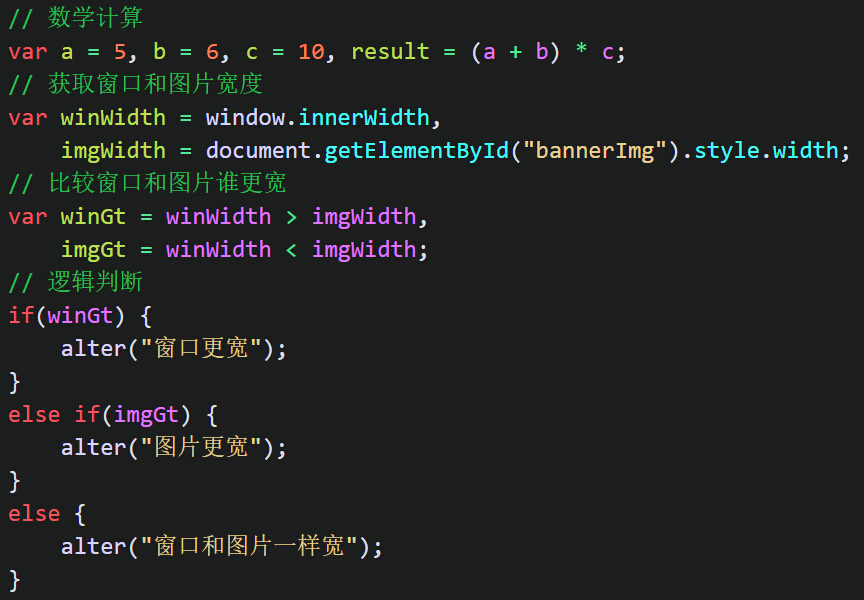 // 数学计算
var a = 5, b = 6, c = 10, result = (a + b) * c;
// 获取窗口和图片宽度
var winWidth = window.innerWidth,
    imgWidth = document.getElementById("bannerImg").style.width;
// 比较窗口和图片谁更宽
var winGt = winWidth > imgWidth,
    imgGt = winWidth < imgWidth;
// 逻辑判断
if(winGt) {
    alter("窗口更宽");
}
else if(imgGt) {
    alter("图片更宽");
}
else {
    alter("窗口和图片一样宽");
}